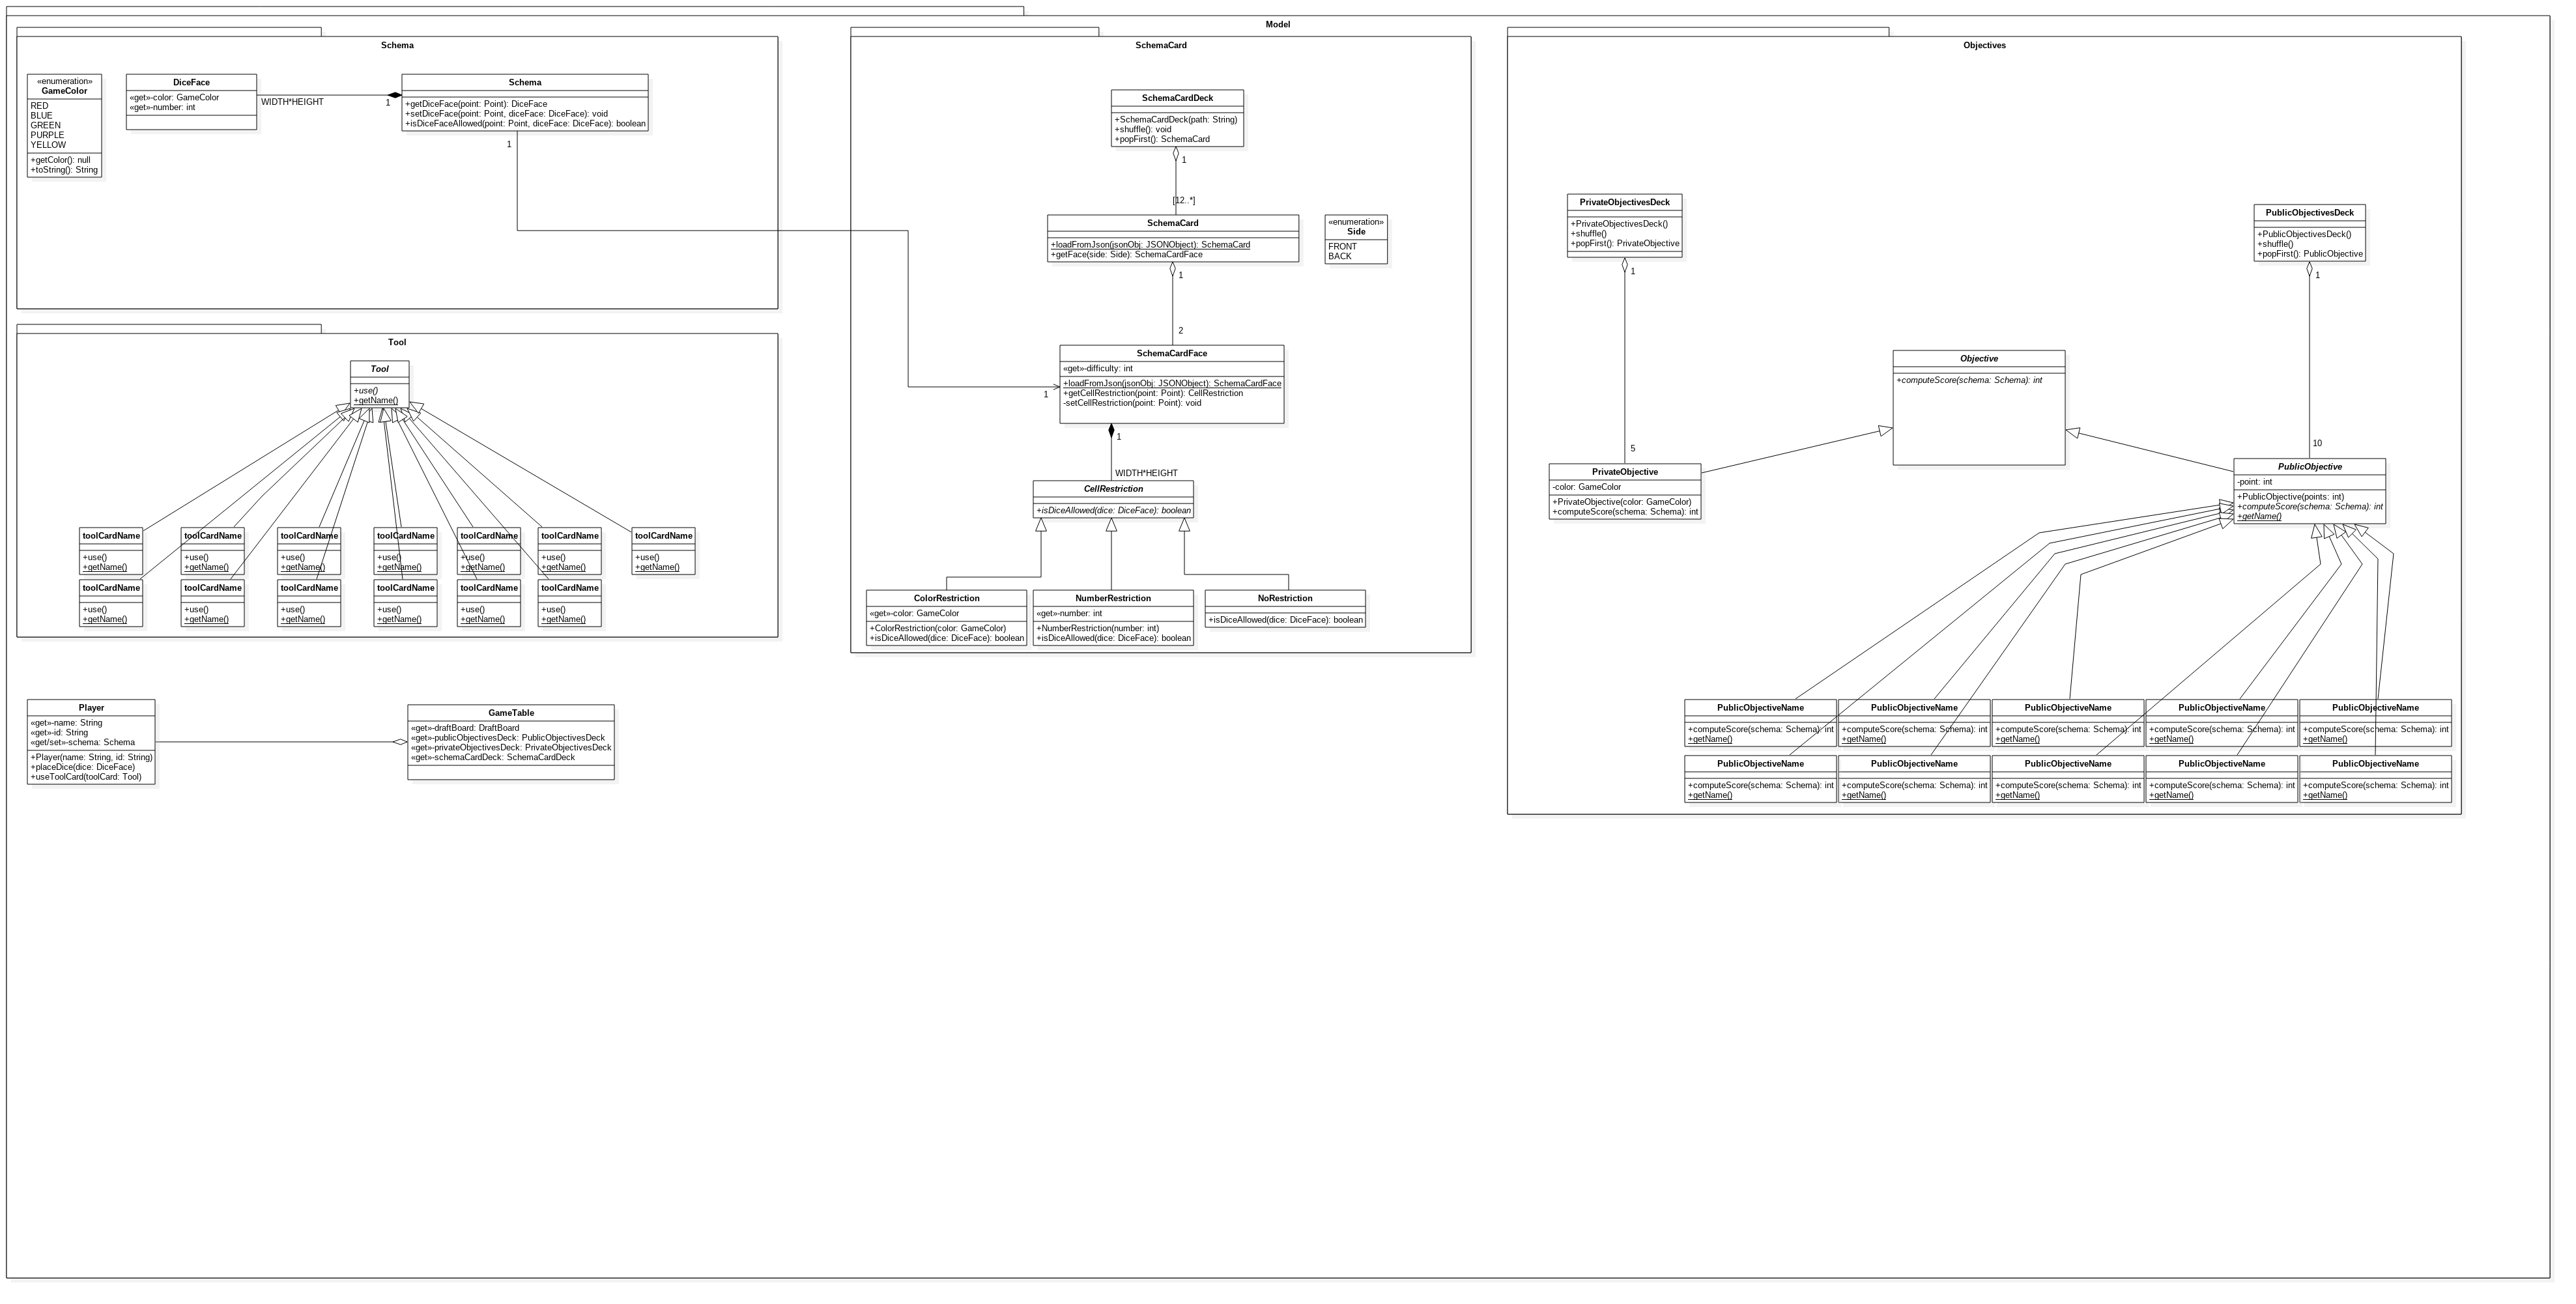 Model
Schema
«enumeration»
GameColor
RED
BLUE
GREEN
PURPLE
YELLOW
+getColor(): null
+toString(): String
DiceFace
«get»-color: GameColor
«get»-number: int
WIDTH*HEIGHT
1
Schema
+getDiceFace(point: Point): DiceFace
+setDiceFace(point: Point, diceFace: DiceFace): void
+isDiceFaceAllowed(point: Point, diceFace: DiceFace): boolean
1
1
Tool
Tool
+use()
+getName()
toolCardName
+use()
+getName()
toolCardName
+use()
+getName()
toolCardName
+use()
+getName()
toolCardName
+use()
+getName()
toolCardName
+use()
+getName()
toolCardName
+use()
+getName()
toolCardName
+use()
+getName()
toolCardName
+use()
+getName()
toolCardName
+use()
+getName()
toolCardName
+use()
+getName()
toolCardName
+use()
+getName()
toolCardName
+use()
+getName()
toolCardName
+use()
+getName()
Player
«get»-name: String
«get»-id: String
«get/set»-schema: Schema
+Player(name: String, id: String)
+placeDice(dice: DiceFace)
+useToolCard(toolCard: Tool)
GameTable
«get»-draftBoard: DraftBoard
«get»-publicObjectivesDeck: PublicObjectivesDeck
«get»-privateObjectivesDeck: PrivateObjectivesDeck
«get»-schemaCardDeck: SchemaCardDeck
SchemaCard
SchemaCardDeck
+SchemaCardDeck(path: String)
+shuffle(): void
+popFirst(): SchemaCard
1
[12..*]
SchemaCard
+loadFromJson(jsonObj: JSONObject): SchemaCard
+getFace(side: Side): SchemaCardFace
«enumeration»
Side
FRONT
BACK
1
2
SchemaCardFace
«get»-difficulty: int
+loadFromJson(jsonObj: JSONObject): SchemaCardFace
+getCellRestriction(point: Point): CellRestriction
-setCellRestriction(point: Point): void
1
WIDTH*HEIGHT
CellRestriction
+isDiceAllowed(dice: DiceFace): boolean
ColorRestriction
«get»-color: GameColor
+ColorRestriction(color: GameColor)
+isDiceAllowed(dice: DiceFace): boolean
NumberRestriction
«get»-number: int
+NumberRestriction(number: int)
+isDiceAllowed(dice: DiceFace): boolean
NoRestriction
+isDiceAllowed(dice: DiceFace): boolean
Objectives
PrivateObjectivesDeck
+PrivateObjectivesDeck()
+shuffle()
+popFirst(): PrivateObjective
1
5
PublicObjectivesDeck
+PublicObjectivesDeck()
+shuffle()
+popFirst(): PublicObjective
1
10
Objective
+computeScore(schema: Schema): int
PrivateObjective
-color: GameColor
+PrivateObjective(color: GameColor)
+computeScore(schema: Schema): int
PublicObjective
-point: int
+PublicObjective(points: int)
+computeScore(schema: Schema): int
+getName()
PublicObjectiveName
+computeScore(schema: Schema): int
+getName()
PublicObjectiveName
+computeScore(schema: Schema): int
+getName()
PublicObjectiveName
+computeScore(schema: Schema): int
+getName()
PublicObjectiveName
+computeScore(schema: Schema): int
+getName()
PublicObjectiveName
+computeScore(schema: Schema): int
+getName()
PublicObjectiveName
+computeScore(schema: Schema): int
+getName()
PublicObjectiveName
+computeScore(schema: Schema): int
+getName()
PublicObjectiveName
+computeScore(schema: Schema): int
+getName()
PublicObjectiveName
+computeScore(schema: Schema): int
+getName()
PublicObjectiveName
+computeScore(schema: Schema): int
+getName()